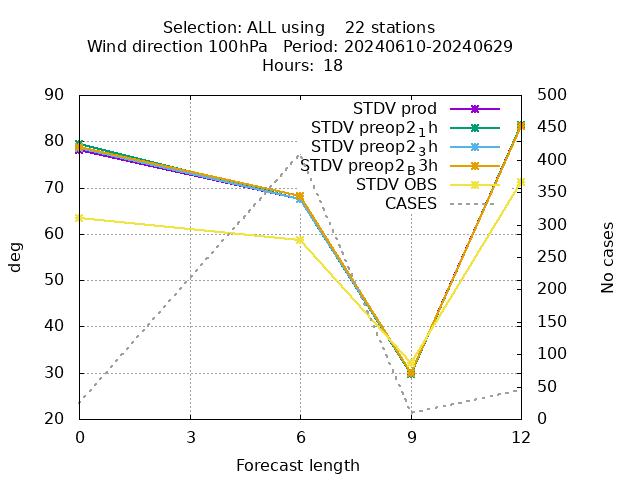 Selection: ALL using    22 stations
Wind direction 100hPa   Period: 20240610-20240629
Hours: 18
90
80
70
60
50
40
30
20
deg
STDV prod
STDV preop2₁h
STDV preop2₃h
STDV preop2_B3h
STDV OBS
CASES
500
450
400
350
300
250
200
150
100
50
0
No cases
0 3 6 9 12
Forecast length